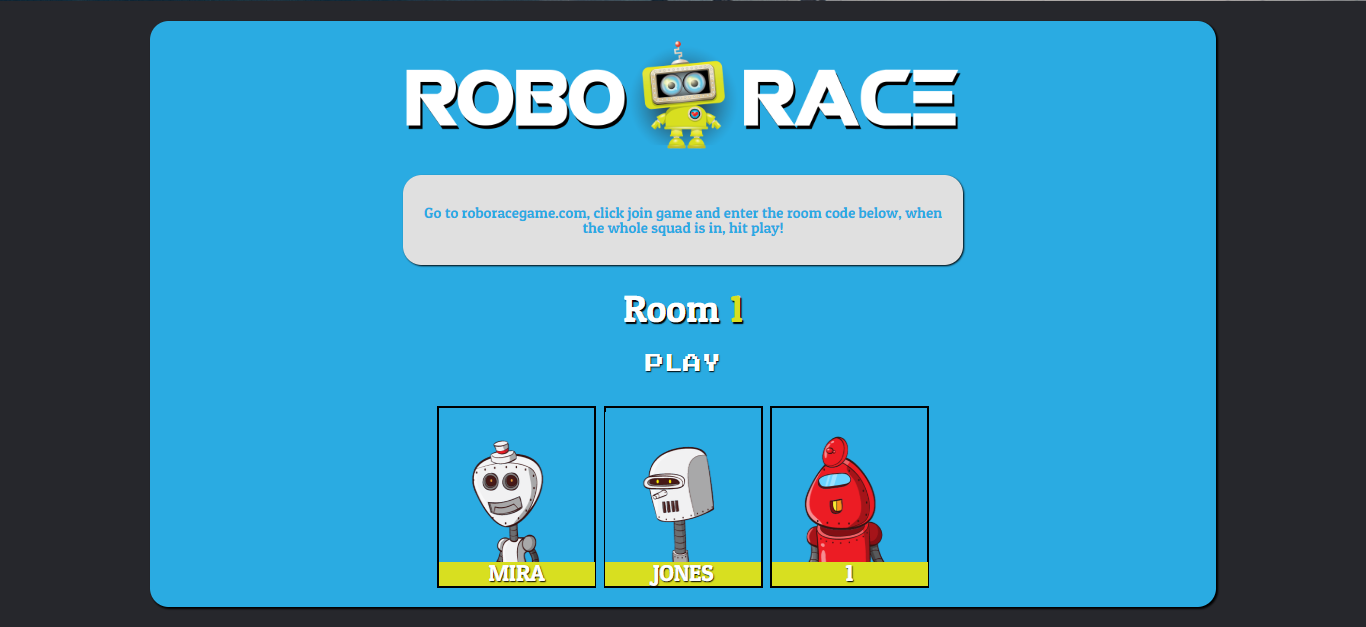 ROBO RACE
Go to roboracegame.com, click join game and enter the room code below, when
the whole squad is in, hit play!
Room 1
PLAY
MIRA JONES 1